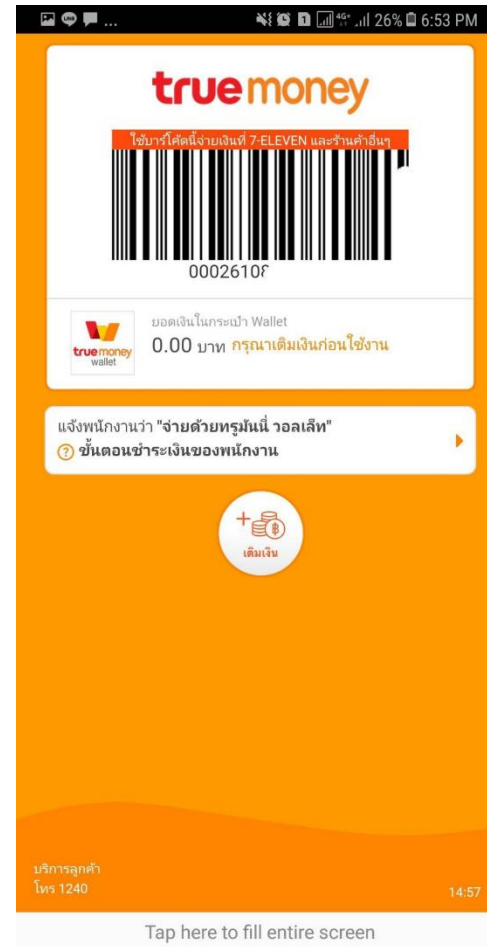 ... 1 4G+ 26% 6:53 PM
truemoney
ใช้บาร์โค้ดนี้จ่ายเงินที่ 7-ELEVEN และร้านค้าอื่นๆ
0002610
ยอดเงินในกระเป๋า Wallet
truemoney
wallet
0.00 บาท กรุณาเติมเงินก่อนใช้งาน
แจ้งพนักงานว่า "จ่ายด้วยทรูมันนี่ วอลเล็ท"
? ขั้นตอนชำระเงินของพนักงาน
เติมเงิน
บริการลูกค้า
โทร 1240
14:57
Tap here to fill entire screen